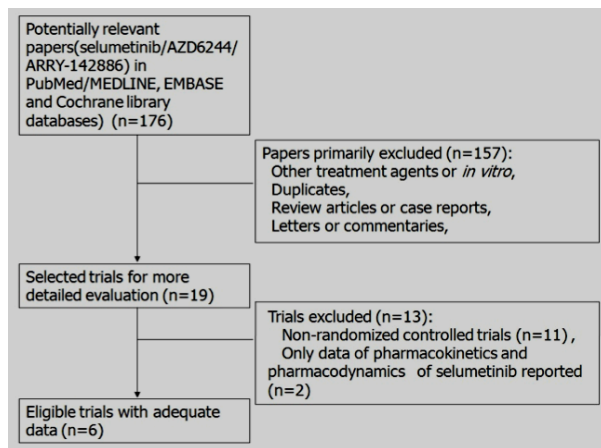 Potentially relevant
papers(selumetinib/AZD6244/
ARRY-142886) in
PubMed/MEDLINE, EMBASE
and Cochrane library
databases) (n=176)
Papers primarily excluded (n=157):
Other treatment agents or in vitro,
Duplicates,
Review articles or case reports,
Letters or commentaries,
Selected trials for more
detailed evaluation (n=19)
Trials excluded (n=13):
Non-randomized controlled trials (n=11) ,
Only data of pharmacokinetics and
pharmacodynamics of selumetinib reported
(n=2)
Eligible trials with adequate
data (n=6)